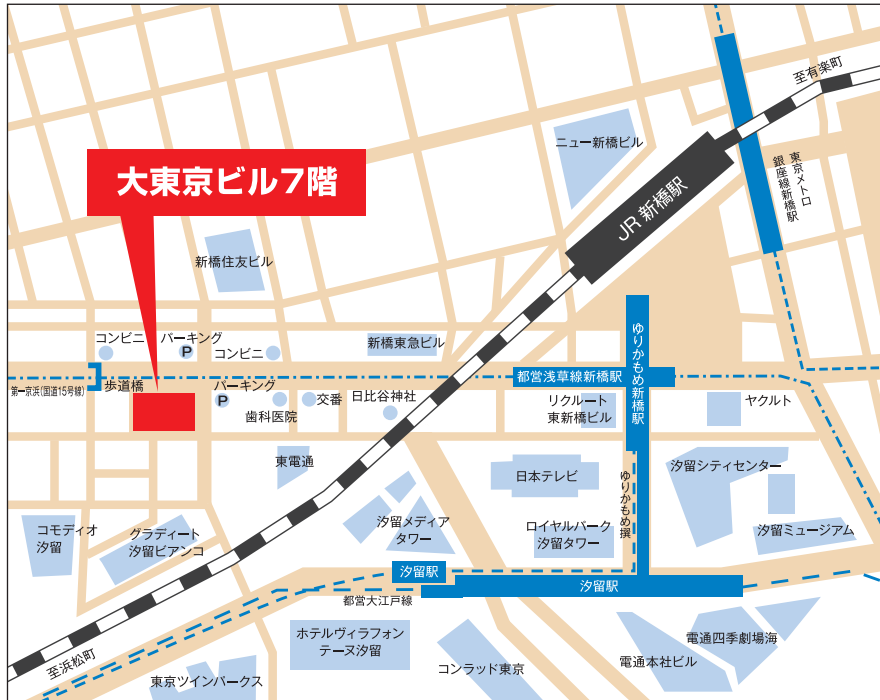 至有楽町
ニュー新橋ビル
東京メトロ
銀座線新橋駅
大東京ビル7階
JR 新橋駅
新橋住友ビル
コンビニ
パーキング
P
コンビニ
新橋東急ビル
ゆりかもめ新橋駅
第一京浜(国道15号線)
歩道橋
パーキング
P
都営浅草線新橋駅
歯科医院
交番
日比谷神社
リクルート
東新橋ビル
ヤクルト
東電通
日本テレビ
汐留シティセンター
ゆりかもめ撰
コモディオ
汐留
グラディート
汐留ビアンコ
汐留メディア
タワー
ロイヤルパーク
汐留タワー
汐留ミュージアム
汐留駅
汐留駅
都営大江戸線
ホテルヴィラフォン
テーヌ汐留
電通四季劇場海
至浜松町
コンラッド東京
電通本社ビル
東京ツインパークス